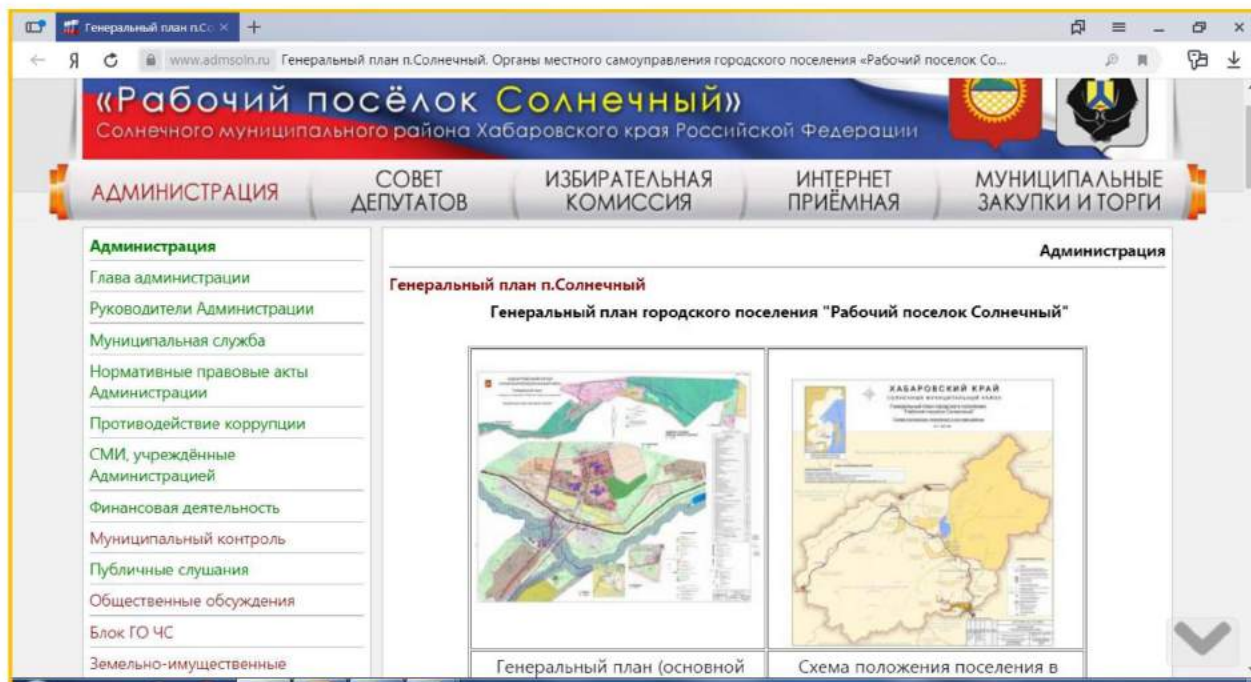 Генеральный план п.Со
www.admsoln.ru Генеральный план п.Солнечный. Органы местного самоуправления городского поселения «Рабочий поселок Со...
«Рабочий посёлок Солнечный»
Солнечного муниципального района Хабаровского края Российской Федерации
АДМИНИСТРАЦИЯ
СОВЕТ
ДЕПУТАТОВ
ИЗБИРАТЕЛЬНАЯ
КОМИССИЯ
ИНТЕРНЕТ
ПРИЁМНАЯ
МУНИЦИПАЛЬНЫЕ
ЗАКУПКИ И ТОРГИ
Администрация
Глава администрации
Руководители Администрации
Муниципальная служба
Нормативные правовые акты
Администрации
Противодействие коррупции
СМИ, учреждённые
Администрацией
Финансовая деятельность
Муниципальный контроль
Публичные слушания
Общественные обсуждения
Блок ГО ЧС
Земельно-имущественные
Администрация
Генеральный план п.Солнечный
Генеральный план городского поселения "Рабочий поселок Солнечный"
ХАБАРОВСКИЙ КРАЙ
Генеральный план (основной
Схема положения поселения в